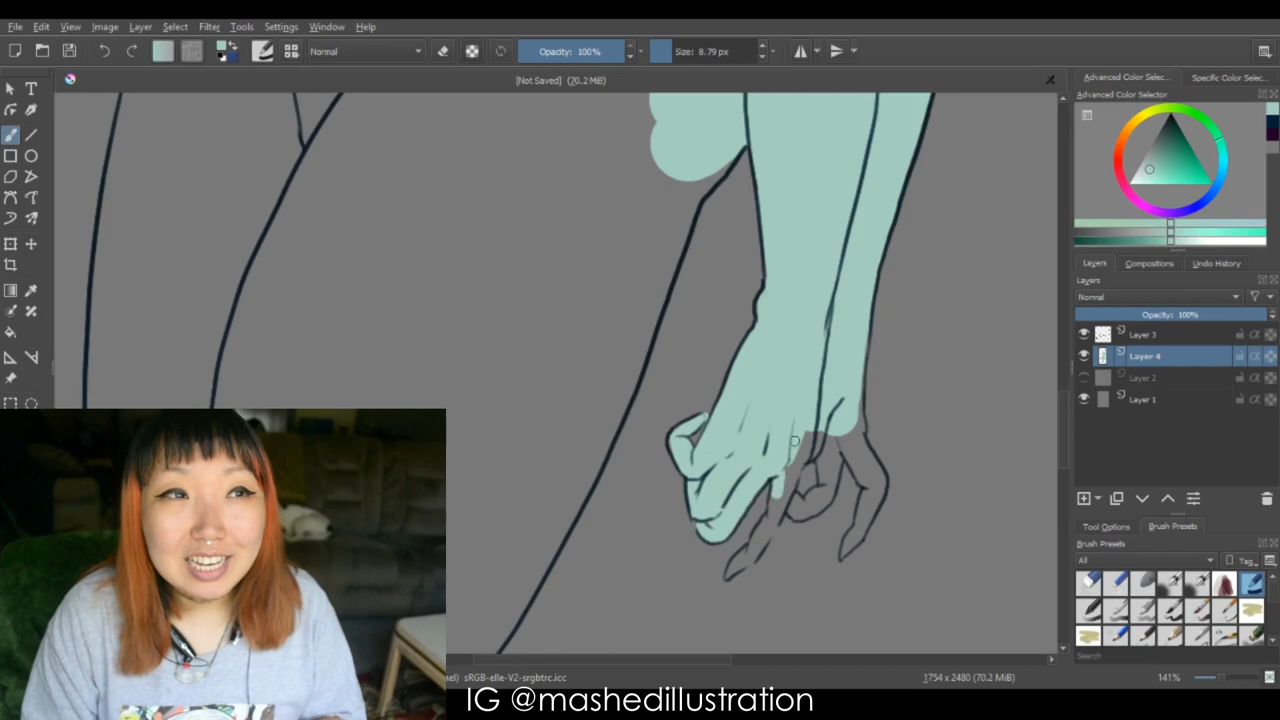 File Edit View Image Layer Select Filter Tools Settings Window Help
Normal Opacity: 100% Size: 8.79 px
[Not Saved] (70.2 MiB)
Advanced Color Selec... Specific Color Selec...
Advanced Color Selector
Layers Compositions Undo History
Layers
Normal
Opacity: 100%
Layer 3
Layer 4
Layer 2
Layer 1
Tool Options Brush Presets
Brush Presets
All Tag
Search
sRGB-elle-V2-srgbtrc.icc 1754 x 2480 (70.2 MiB) 141%
IG @mashedillustration